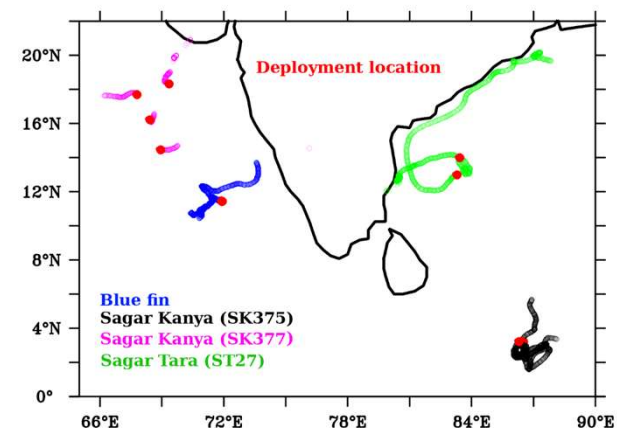 20°N
Deployment location
16°N
12°N
8°N
Blue fin
Sagar Kanya (SK375)
4°N
Sagar Kanya (SK377)
Sagar Tara (ST27)
0°
66°E 72°E 78°E 84°E 90°E